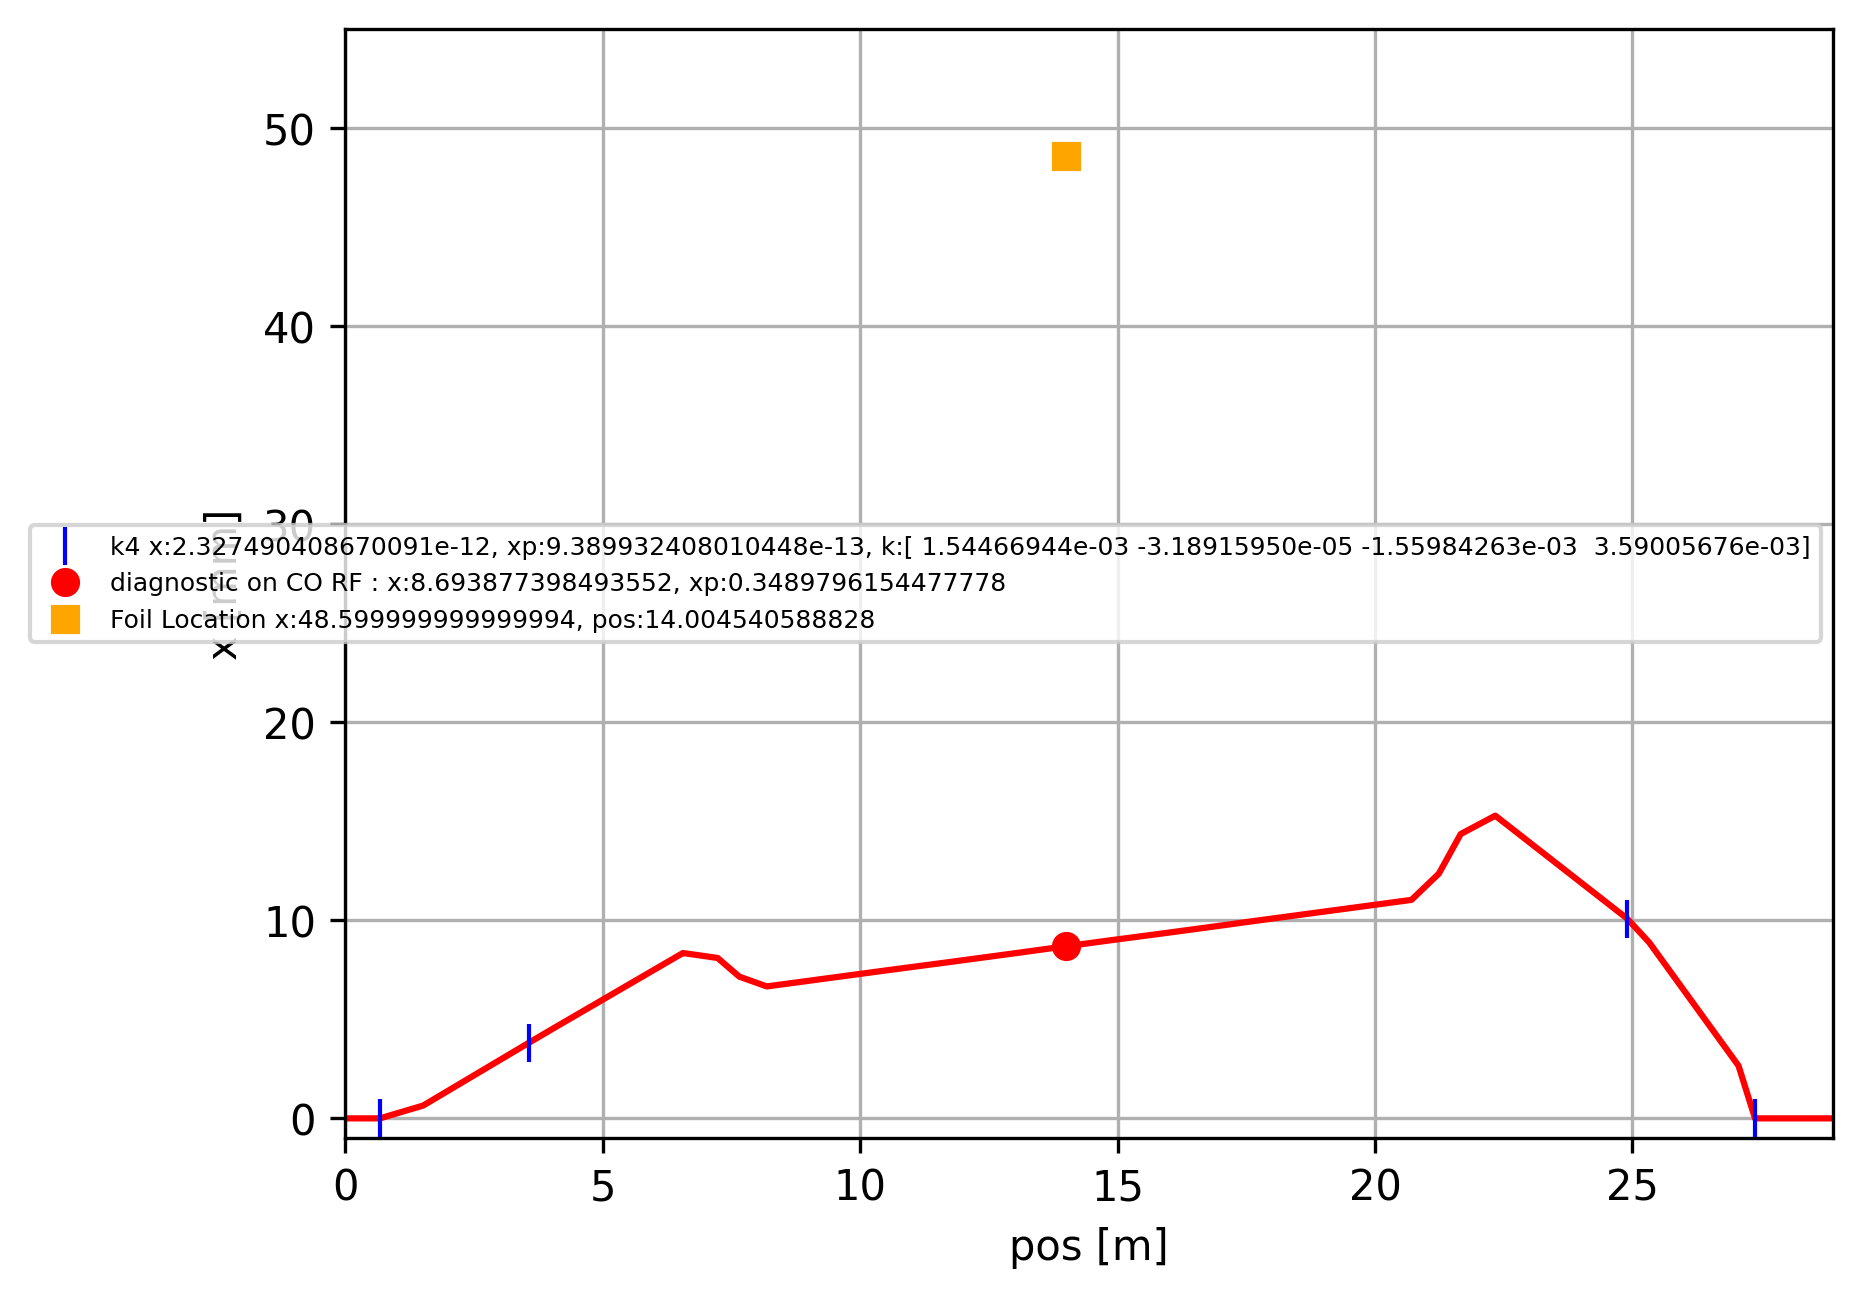 50
40
30
x [mm]
k4 x:2.327490408670091e-12, xp:9.389932408010448e-13, k:[ 1.54466944e-03 -3.18915950e-05 -1.55984263e-03  3.59005676e-03]
diagnostic on CO RF : x:8.693877398493552, xp:0.3489796154477778
Foil Location x:48.599999999999994, pos:14.004540588828
20
10
0
0 5 10 15 20 25
pos [m]